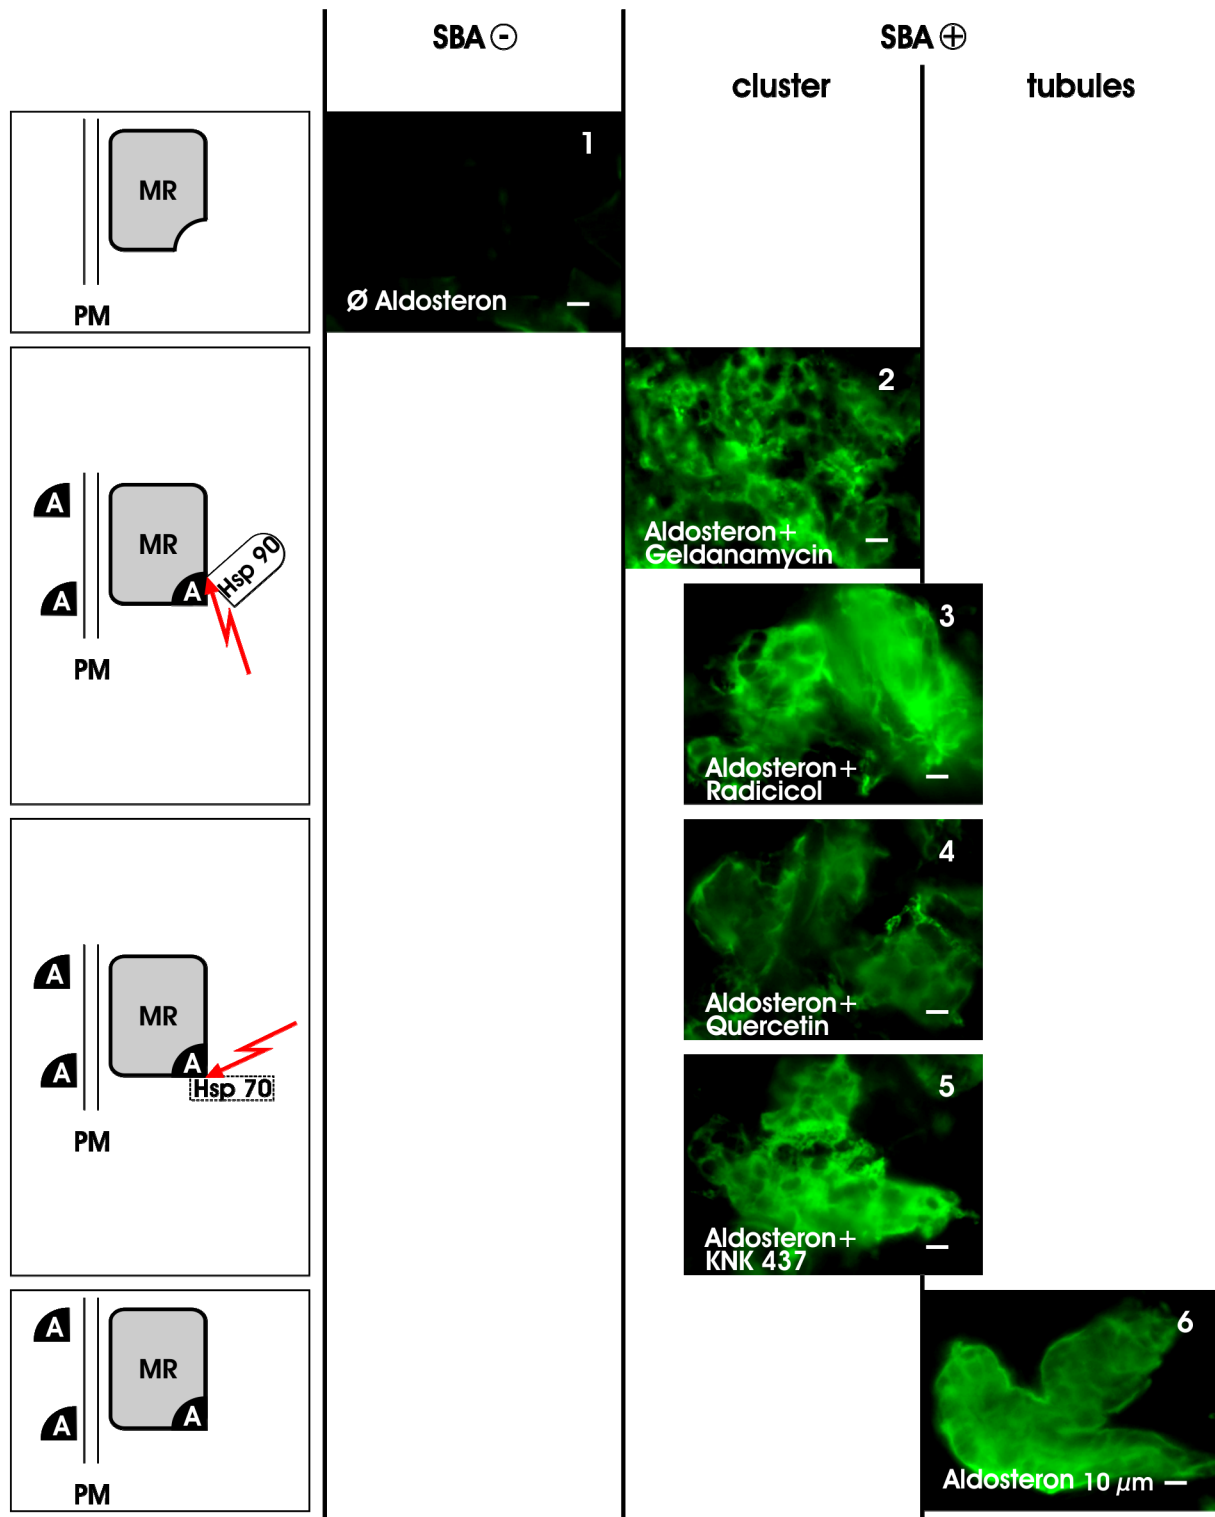 SBA ⊖
SBA ⊕
cluster
tubules
MR
PM
1
Ø Aldosteron
A
A
MR
A
Hsp 90
PM
2
Aldosteron+
Geldanamycin
3
Aldosteron+
Radicicol
A
A
MR
A
Hsp 70
PM
4
Aldosteron+
Quercetin
5
Aldosteron+
KNK 437
A
A
MR
A
PM
6
Aldosteron 10 µm